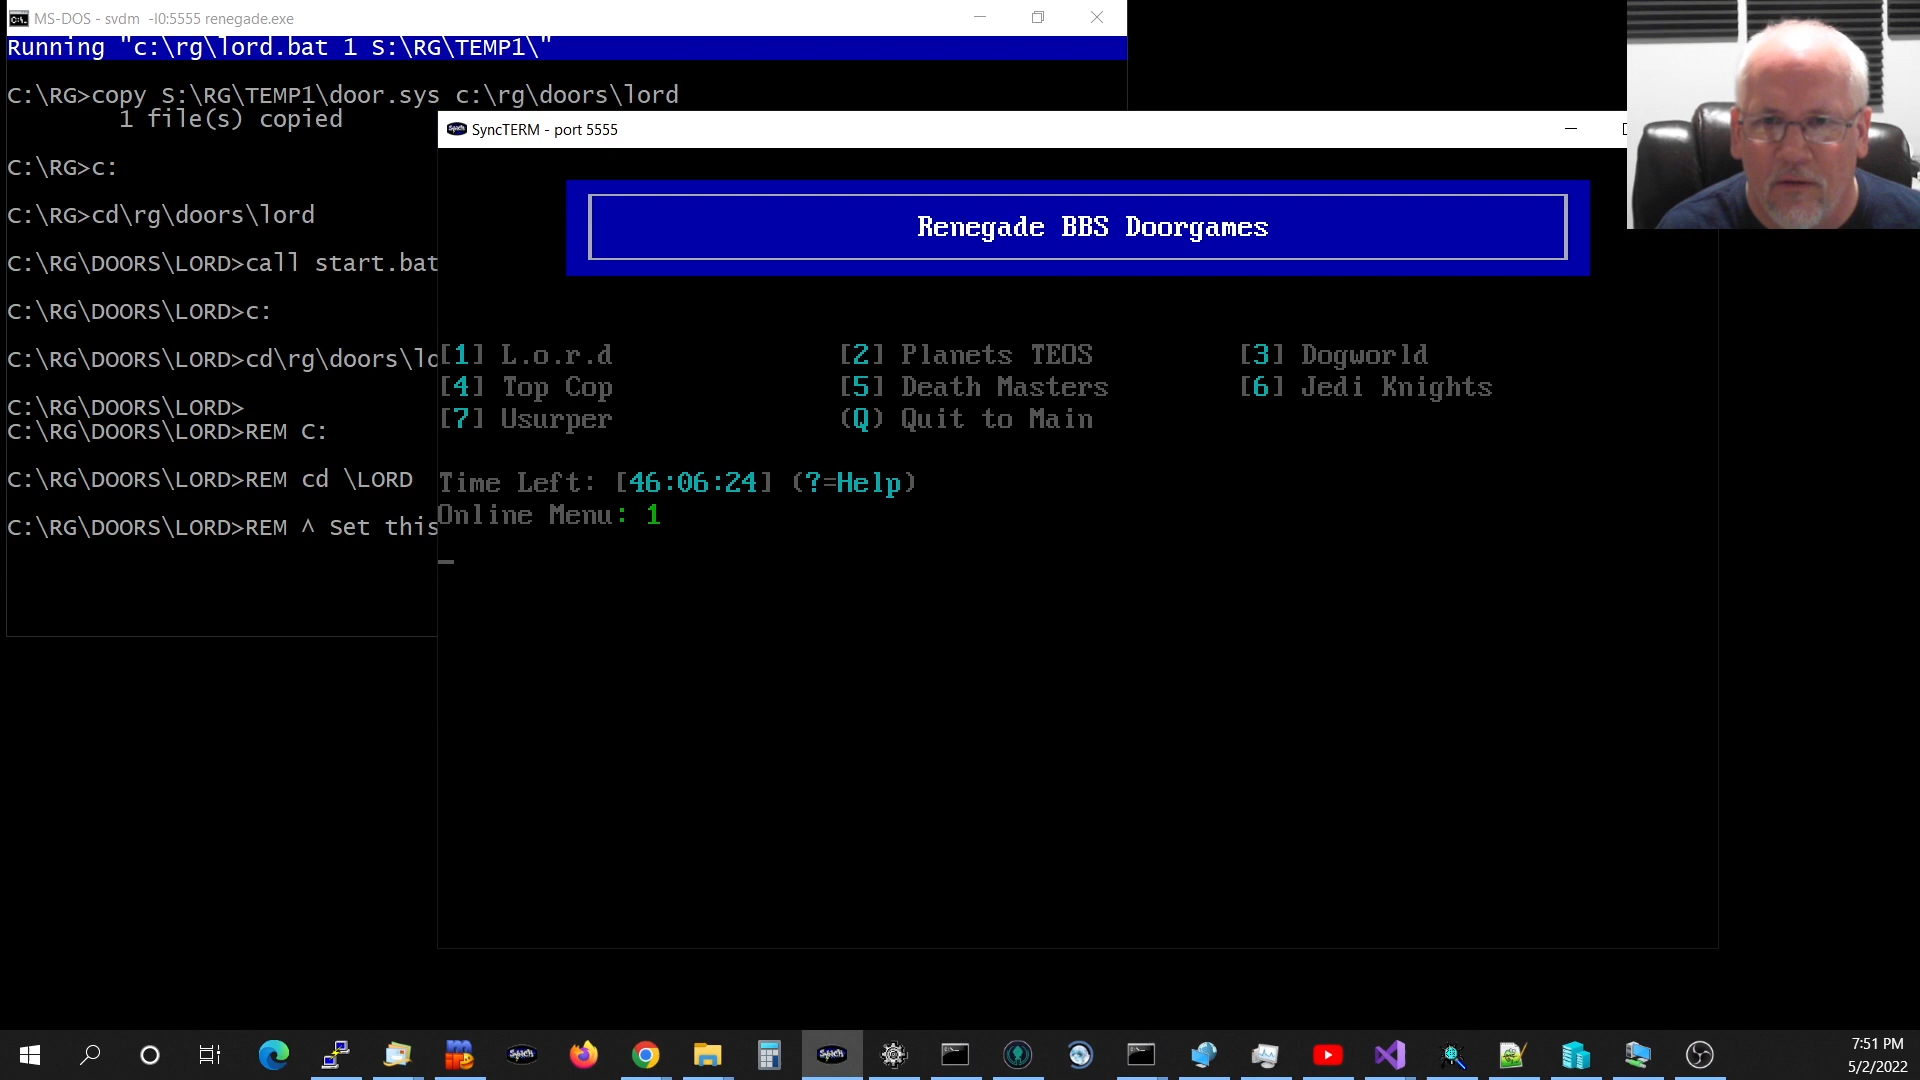 MS-DOS - svdm  -l0:5555 renegade.exe
Running "c:\rg\lord.bat 1 S:\RG\TEMP1\"
C:\RG>copy S:\RG\TEMP1\door.sys c:\rg\doors\lord
1 file(s) copied
C:\RG>c:
C:\RG>cd\rg\doors\lord
C:\RG\DOORS\LORD>call start.bat
C:\RG\DOORS\LORD>c:
C:\RG\DOORS\LORD>cd\rg\doors\lo
C:\RG\DOORS\LORD>
C:\RG\DOORS\LORD>REM C:
C:\RG\DOORS\LORD>REM cd \LORD
C:\RG\DOORS\LORD>REM ^ Set this
SyncTERM - port 5555
Renegade BBS Doorgames
[1] L.o.r.d [2] Planets TEOS [3] Dogworld
[4] Top Cop [5] Death Masters [6] Jedi Knights
[7] Usurper (Q) Quit to Main
Time Left: [46:06:24] (?=Help)
Online Menu: 1
7:51 PM
5/2/2022